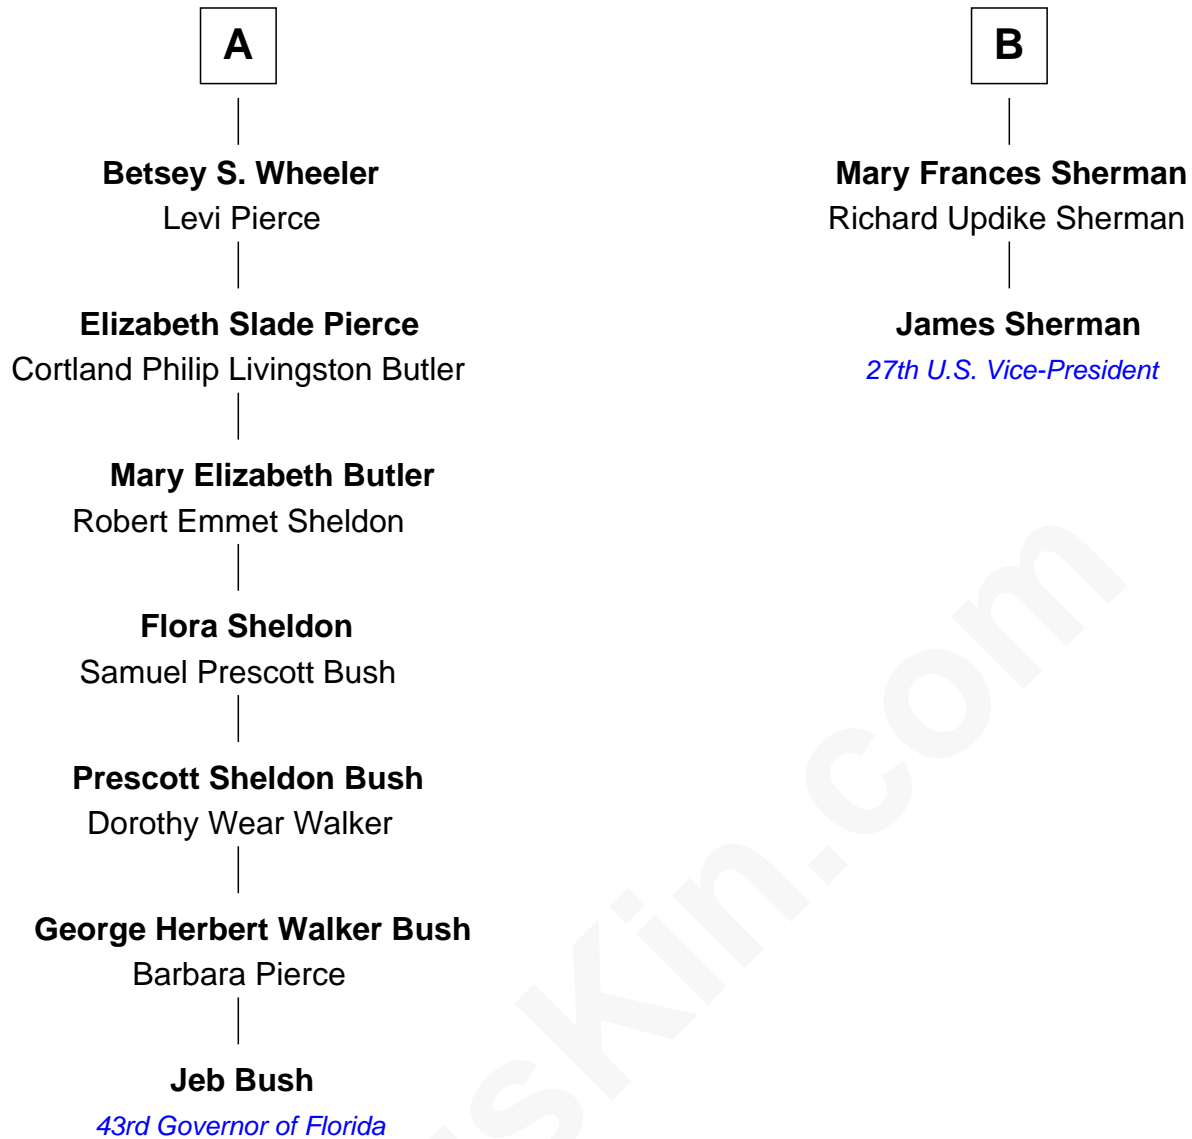 A
Betsey S. Wheeler
Levi Pierce
Elizabeth Slade Pierce
Cortland Philip Livingston Butler
Mary Elizabeth Butler
Robert Emmet Sheldon
Flora Sheldon
Samuel Prescott Bush
Prescott Sheldon Bush
Dorothy Wear Walker
George Herbert Walker Bush
Barbara Pierce
Jeb Bush
43rd Governor of Florida
B
Mary Frances Sherman
Richard Updike Sherman
James Sherman
27th U.S. Vice-President
sKin.com